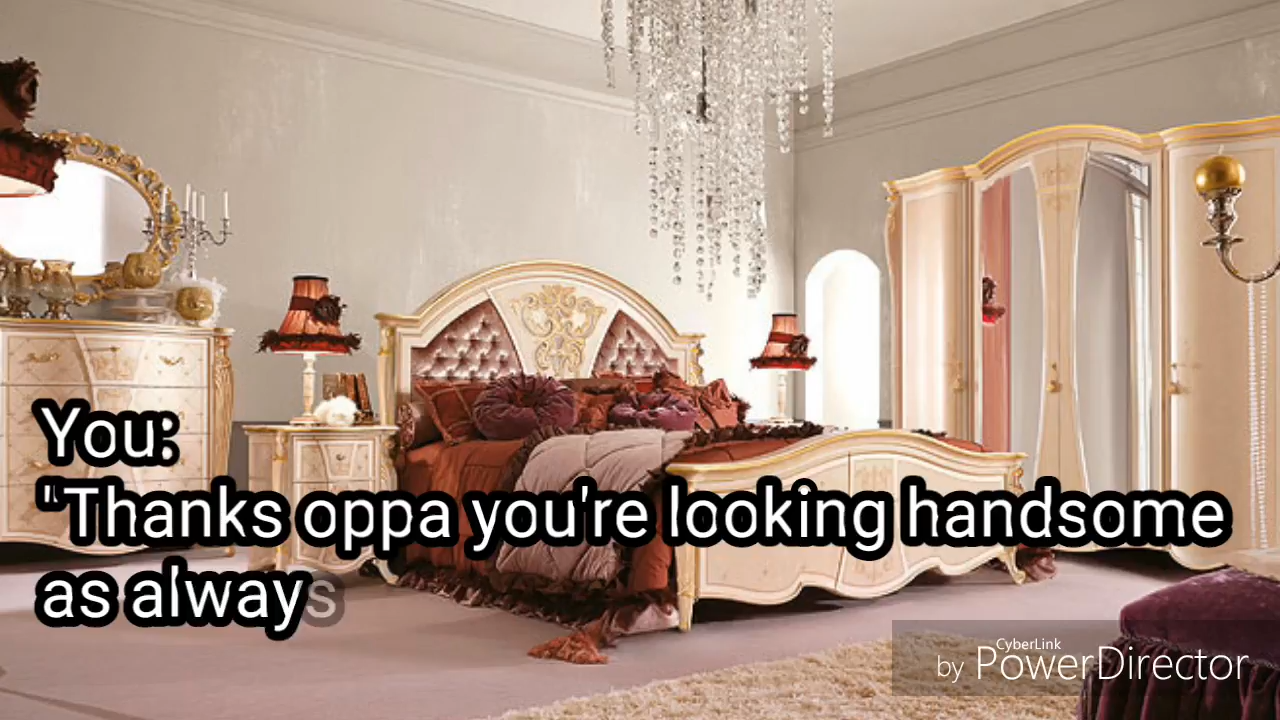 You:
"Thanks oppa you're looking handsome
as always
CyberLink
by PowerDirector